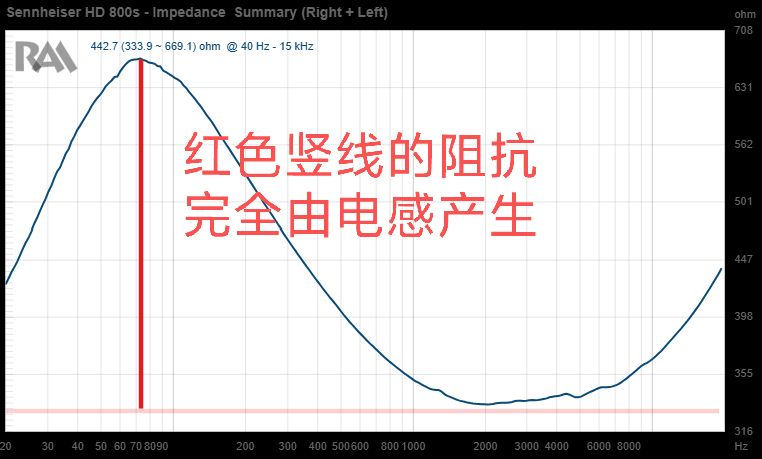 Sennheiser HD 800s - Impedance Summary (Right + Left)
ohm
708
RAA
442.7 (333.9 ~ 669.1) ohm @ 40 Hz - 15 kHz
631
红色竖线的阻抗
562
完全由电感产生
501
447
398
355
316
20 30 40 50 60 70 80 90 200 300 400 500 600 800 1000 2000 3000 4000 6000 8000 Hz